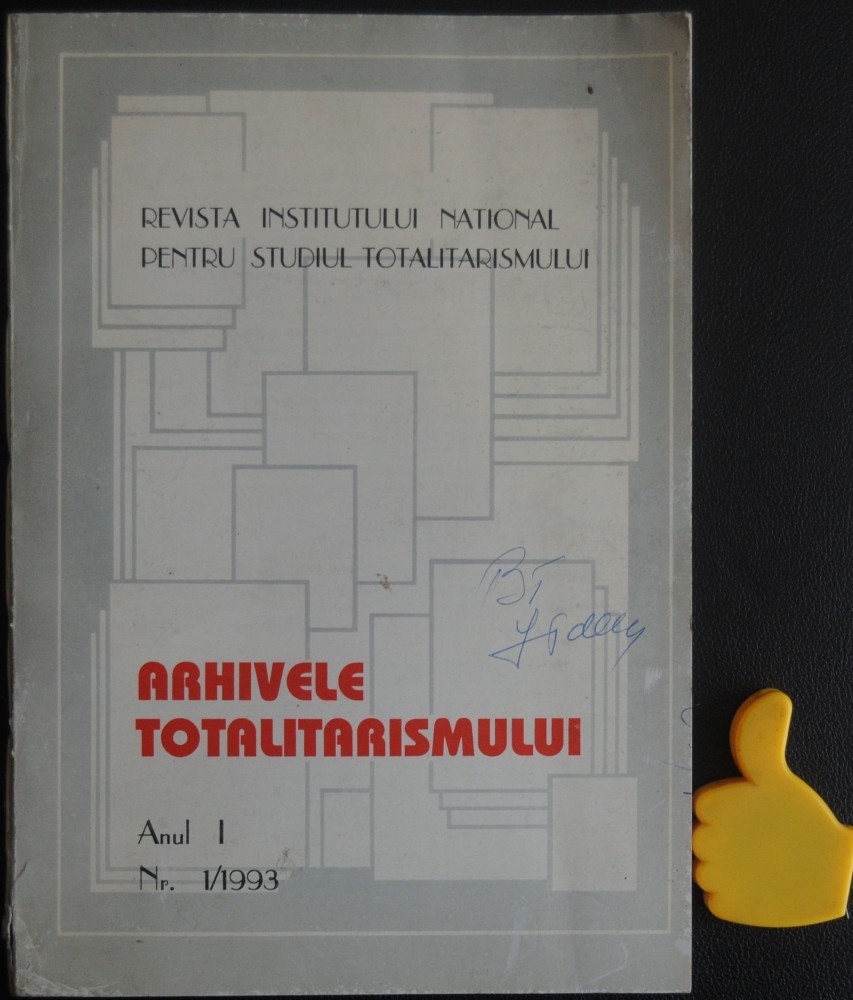 REVISTA INSTITUTULUI NATIONAL
PENTRU STUDIUL TOTALITARISMULUI
ARHIVELE
TOTALITARISMULUI
Anul I
Nr. 1/1993